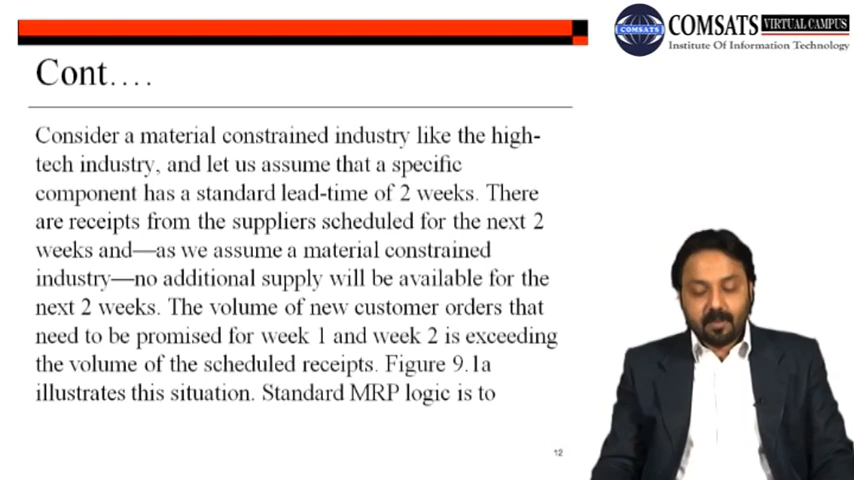 COMSATS VIRTUAL CAMPUS
COMSATS
Institute Of Information Technology
Cont….
Consider a material constrained industry like the high-
tech industry, and let us assume that a specific
component has a standard lead-time of 2 weeks. There
are receipts from the suppliers scheduled for the next 2
weeks and—as we assume a material constrained
industry—no additional supply will be available for the
next 2 weeks. The volume of new customer orders that
need to be promised for week 1 and week 2 is exceeding
the volume of the scheduled receipts. Figure 9.1a
illustrates this situation. Standard MRP logic is to
12